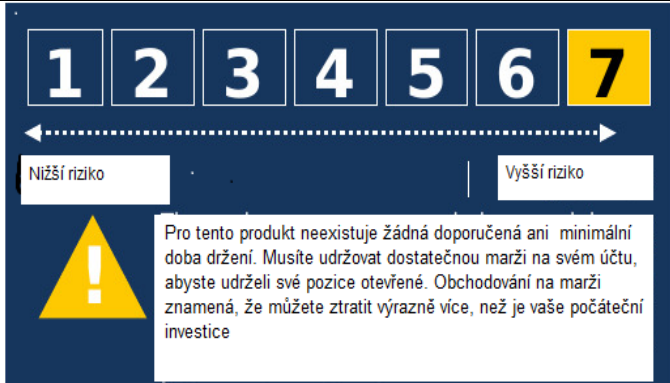 1 2 3 4 5 6 7
Nižší riziko
Vyšší riziko
!
Pro tento produkt neexistuje žádná doporučená ani minimální
doba držení. Musíte udržovat dostatečnou marži na svém účtu,
abyste udrželi své pozice otevřené. Obchodování na marži
znamená, že můžete ztratit výrazně více, než je vaše počáteční
investice